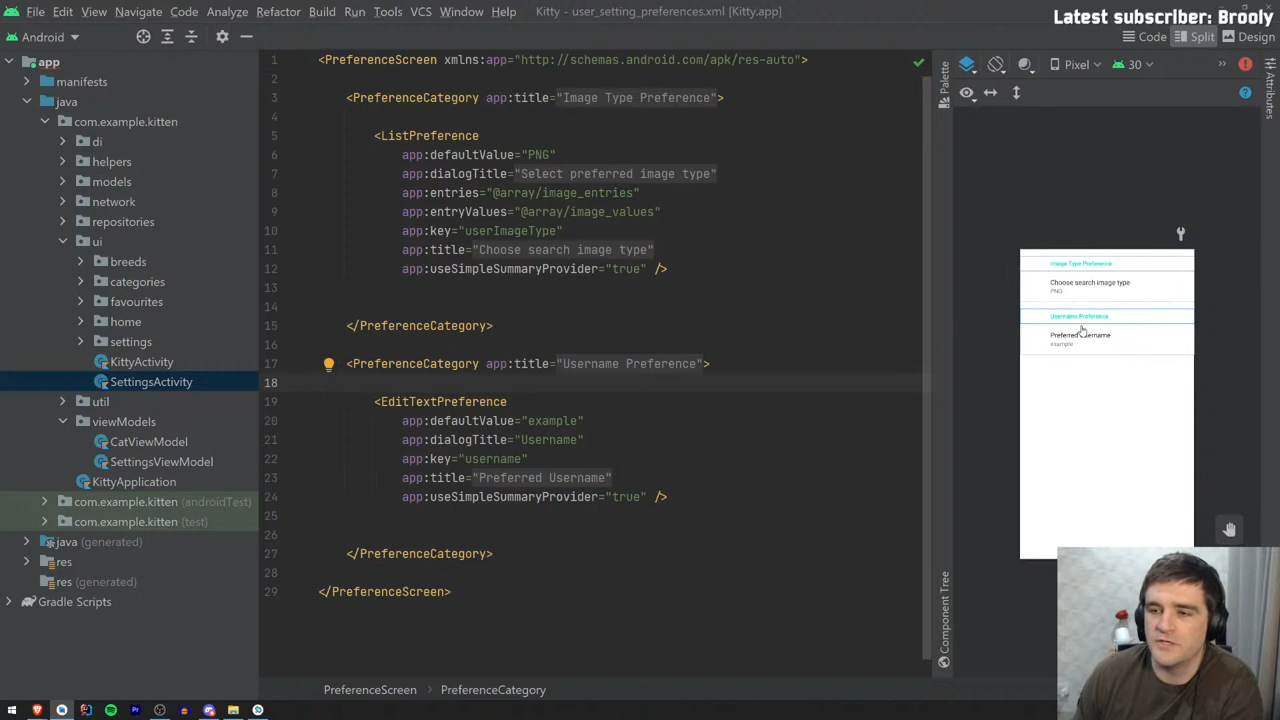 File Edit View Navigate Code Analyze Refactor Build Run Tools VCS Window Help Kitty - user_setting_preferences.xml [Kitty.app]
Latest subscriber: Brooly
Android
Code Split Design
app
manifests
java
com.example.kitten
di
helpers
models
network
repositories
ui
breeds
categories
favourites
home
settings
KittyActivity
SettingsActivity
util
viewModels
CatViewModel
SettingsViewModel
KittyApplication
com.example.kitten (androidTest)
com.example.kitten (test)
java (generated)
res
res (generated)
Gradle Scripts
1 <PreferenceScreen xmlns:app="http://schemas.android.com/apk/res-auto">
2
3 <PreferenceCategory app:title="Image Type Preference">
4
5 <ListPreference
6 app:defaultValue="PNG"
7 app:dialogTitle="Select preferred image type"
8 app:entries="@array/image_entries"
9 app:entryValues="@array/image_values"
10 app:key="userImageType"
11 app:title="Choose search image type"
12 app:useSimpleSummaryProvider="true" />
13
14
15 </PreferenceCategory>
16
17 <PreferenceCategory app:title="Username Preference">
18
19 <EditTextPreference
20 app:defaultValue="example"
21 app:dialogTitle="Username"
22 app:key="username"
23 app:title="Preferred Username"
24 app:useSimpleSummaryProvider="true" />
25
26
27 </PreferenceCategory>
28
29 </PreferenceScreen>
PreferenceScreen PreferenceCategory
Palette
Component Tree
Pixel 30
Attributes
Image Type Preference
Choose search image type
PNG
Username Preference
Preferred Username
example